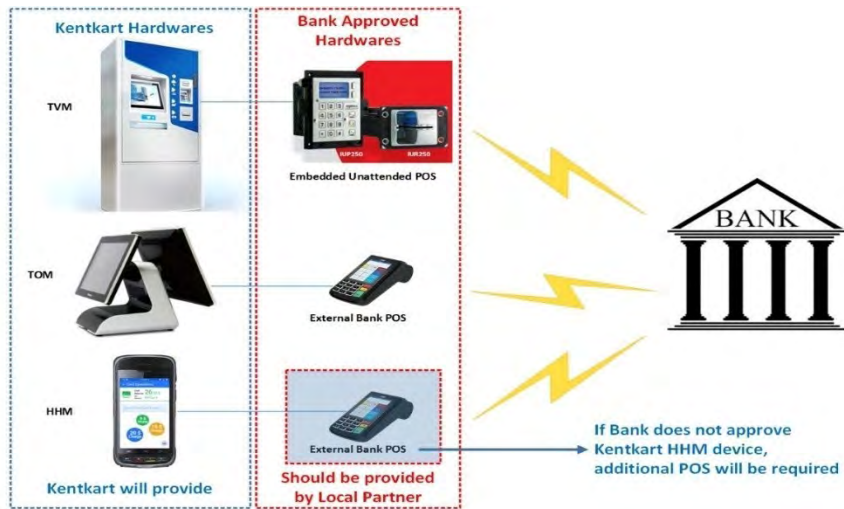 Kentkart Hardwares
Bank Approved
Hardwares
TVM
IUP250
IUR250
Embedded Unattended POS
BANK
TOM
External Bank POS
HHM
External Bank POS
If Bank does not approve
Kentkart HHM device,
additional POS will be required
Kentkart will provide
Should be provided
by Local Partner